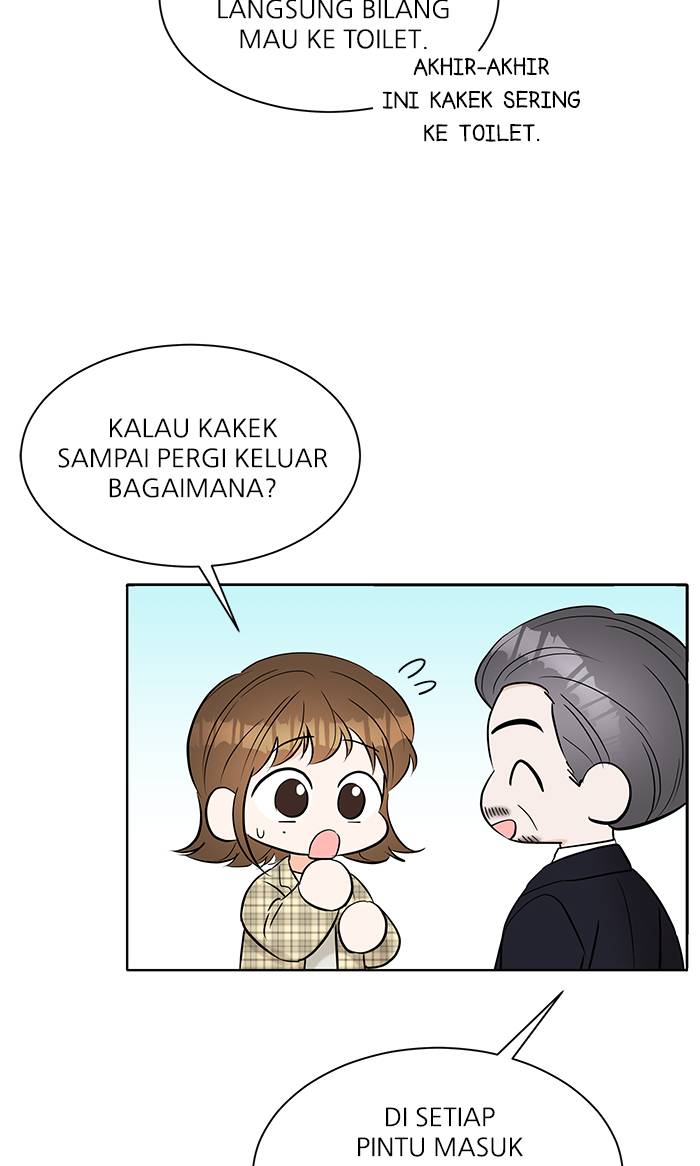 LANGSUNG BILANG
MAU KE TOILET.
AKHIR-AKHIR
INI KAKEK SERING
KE TOILET.
KALAU KAKEK
SAMPAI PERGI KELUAR
BAGAIMANA?
DI SETIAP
PINTU MASUK